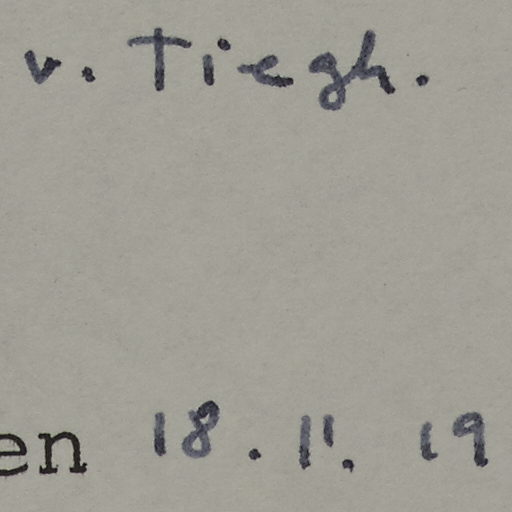 v. Tiegh.
en 18. 11. 19